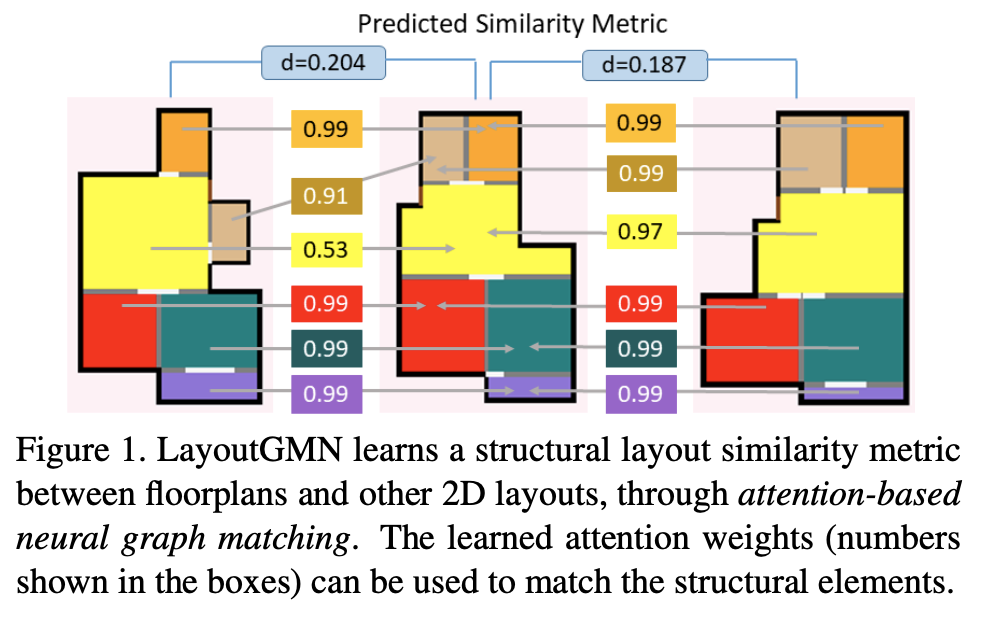 Predicted Similarity Metric
d=0.204
d=0.187
0.99
0.99
0.91
0.99
0.53
0.97
0.99
0.99
0.99
0.99
0.99
0.99
Figure 1. LayoutGMN learns a structural layout similarity metric
between floorplans and other 2D layouts, through attention-based
neural graph matching. The learned attention weights (numbers
shown in the boxes) can be used to match the structural elements.